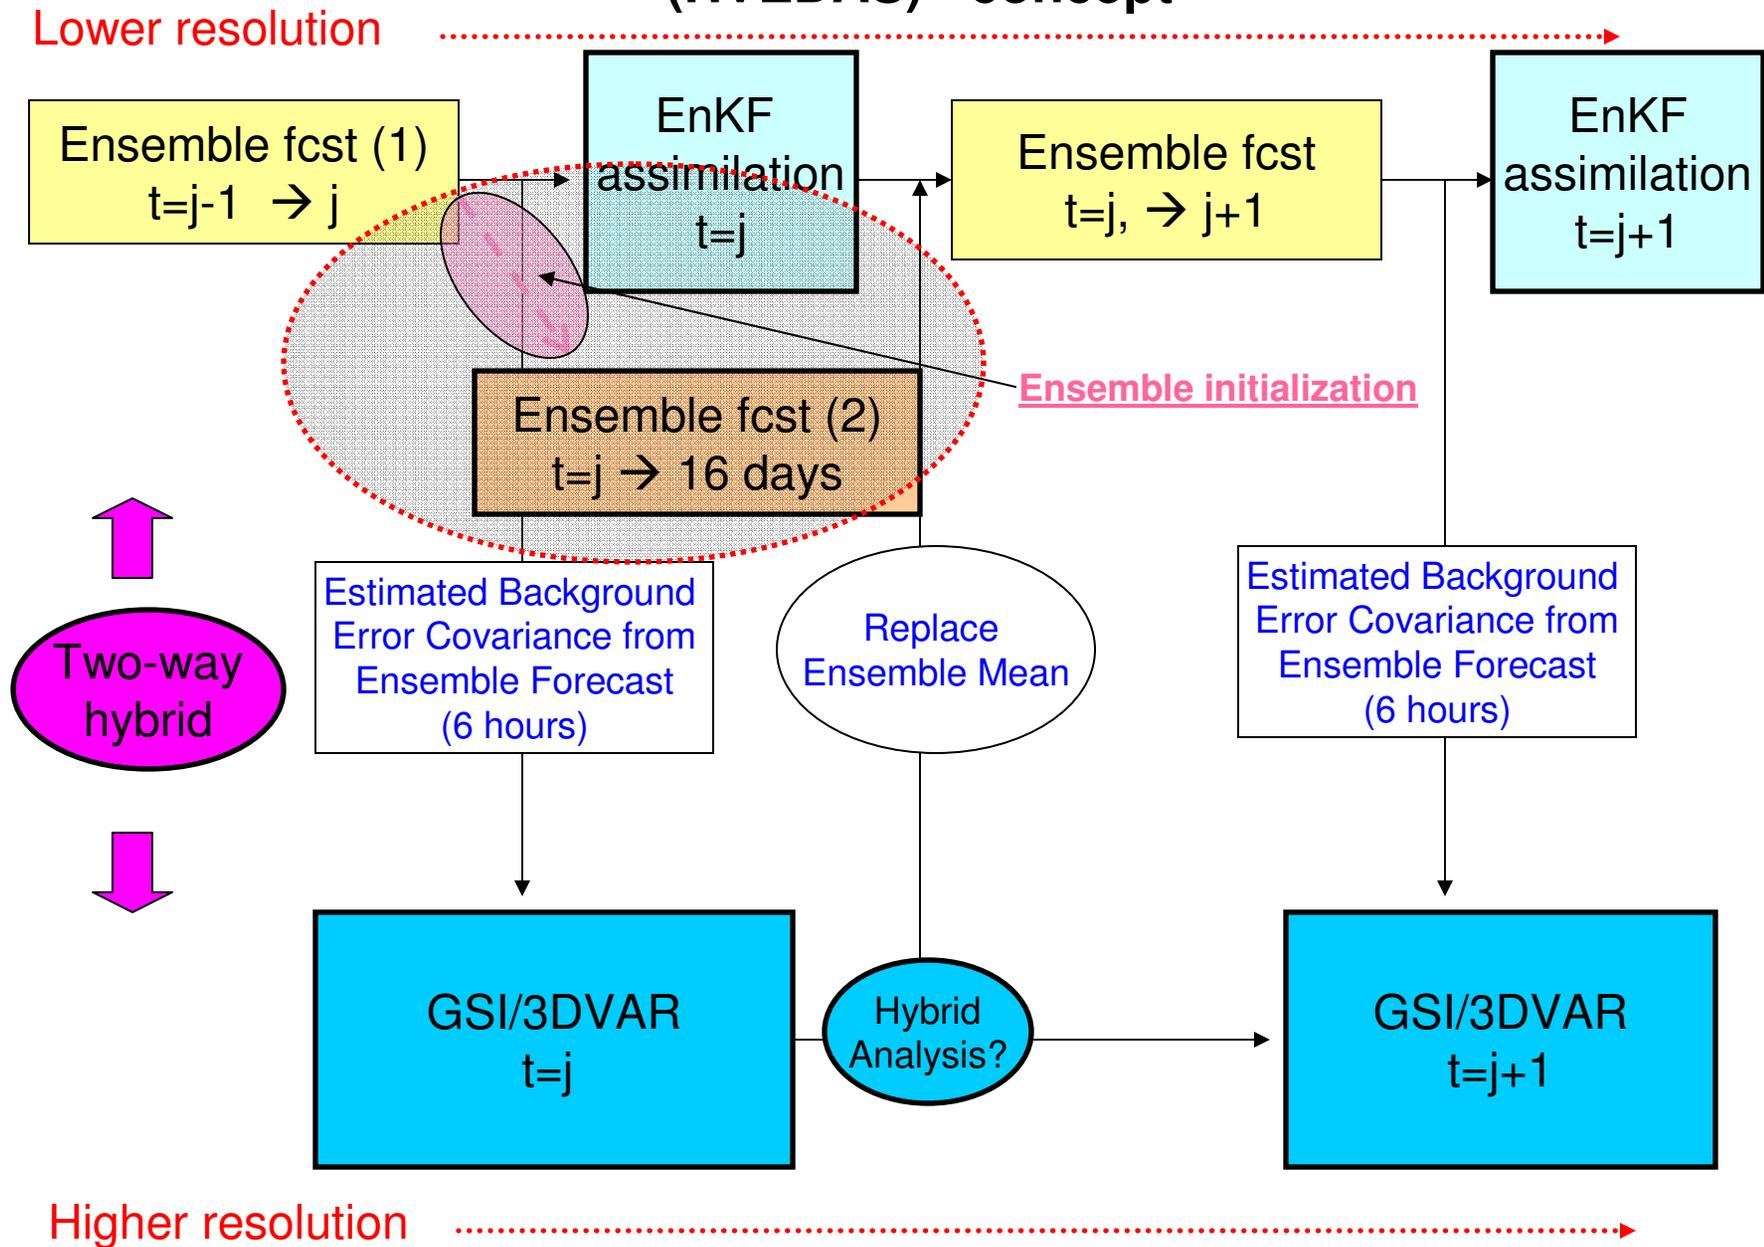 (HVEDAS) - concept
Lower resolution
Ensemble fcst (1)
t=j-1 → j
EnKF
assimilation
t=j
Ensemble fcst
t=j, → j+1
EnKF
assimilation
t=j+1
Ensemble initialization
Ensemble fcst (2)
t=j → 16 days
Two-way
hybrid
Estimated Background
Error Covariance from
Ensemble Forecast
(6 hours)
Replace
Ensemble Mean
Estimated Background
Error Covariance from
Ensemble Forecast
(6 hours)
GSI/3DVAR
t=j
Hybrid
Analysis?
GSI/3DVAR
t=j+1
Higher resolution